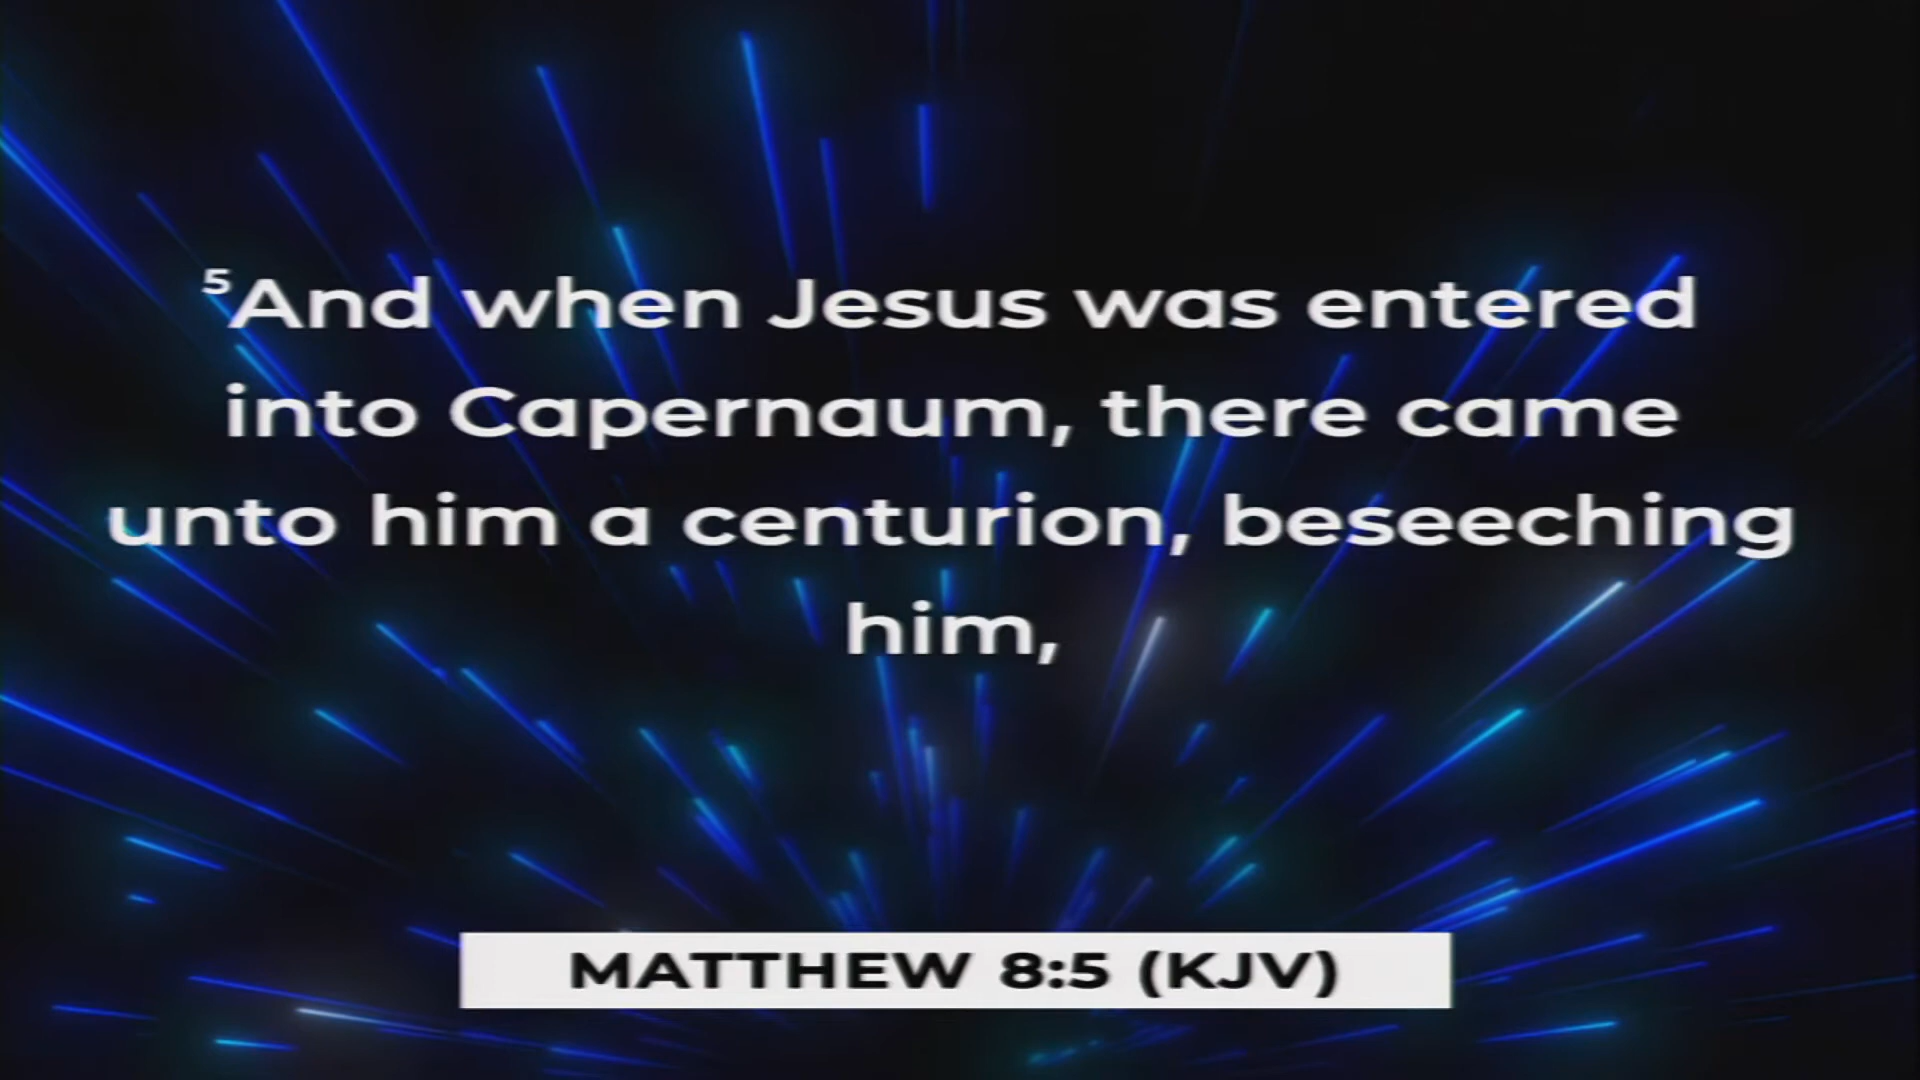 ⁵And when Jesus was entered
into Capernaum, there came
unto him a centurion, beseeching
him,
MATTHEW 8:5 (KJV)